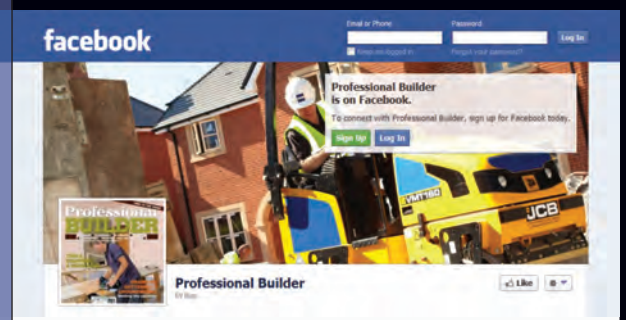 Email or Phone
Password
facebook
Log In
Keep me logged in
Forgot your password?
Professional Builder
is on Facebook.
To connect with Professional Builder, sign up for Facebook today.
Sign Up
Log In
VMT160
JCB
Professional
BUILDER
Professional Builder
Like